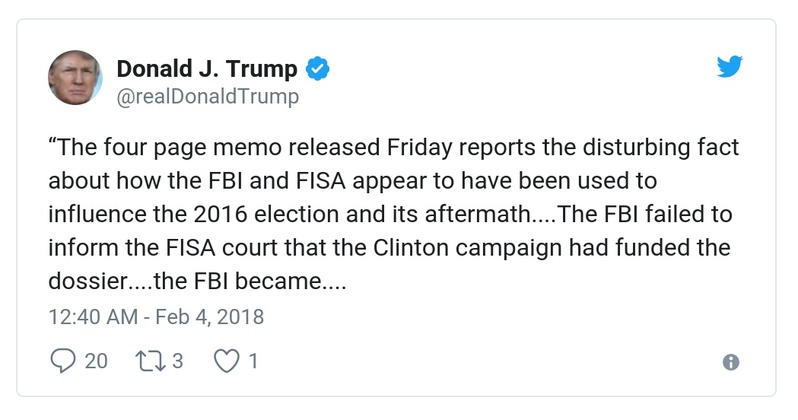 Donald J. Trump
@realDonaldTrump
“The four page memo released Friday reports the disturbing fact
about how the FBI and FISA appear to have been used to
influence the 2016 election and its aftermath....The FBI failed to
inform the FISA court that the Clinton campaign had funded the
dossier....the FBI became....
12:40 AM - Feb 4, 2018
20 3 1